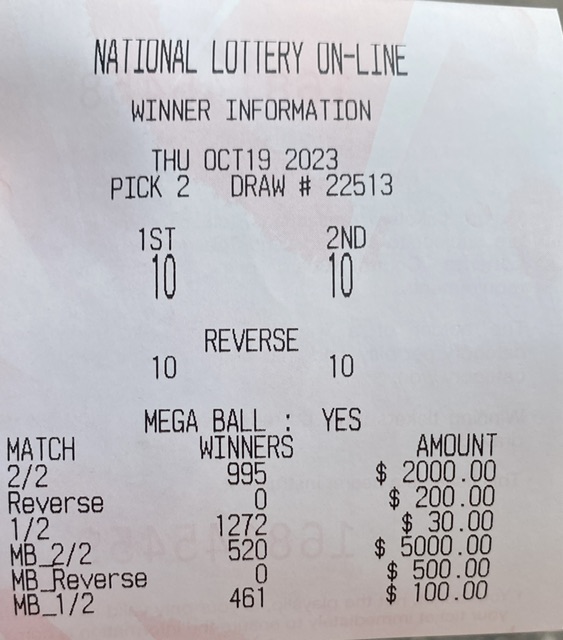 NATIONAL LOTTERY ON-LINE
WINNER INFORMATION
THU OCT19 2023
PICK 2 DRAW # 22513
1ST 2ND
10 10
REVERSE
10 10
MEGA BALL : YES
MATCH WINNERS AMOUNT
2/2 995 $ 2000.00
Reverse 0 $ 200.00
1/2 1272 $ 30.00
MB_2/2 520 $ 5000.00
MB_Reverse 0 $ 500.00
MB_1/2 461 $ 100.00